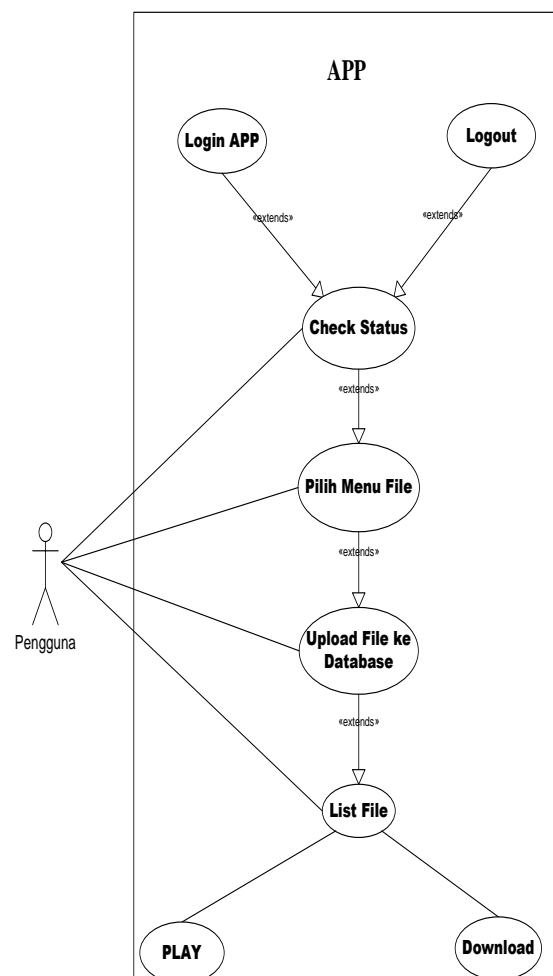 APP
Login APP
Logout
«extends»
«extends»
Check Status
«extends»
Pilih Menu File
«extends»
Pengguna
Upload File ke
Database
«extends»
List File
PLAY
Download